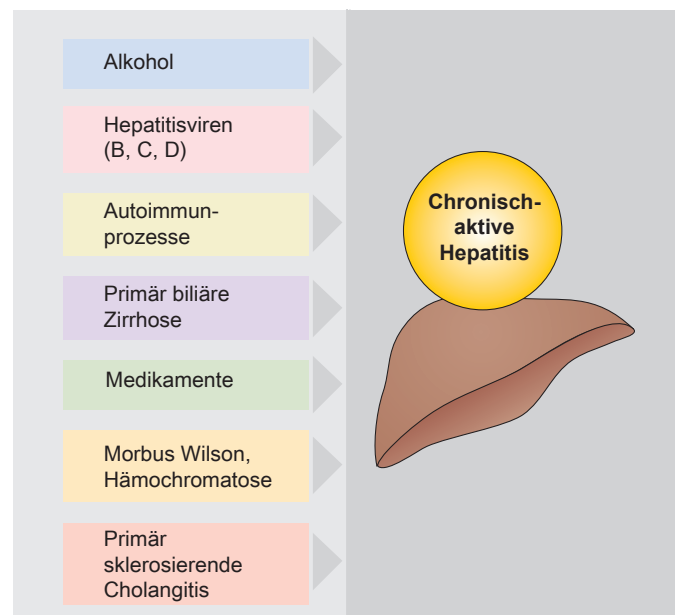 Alkohol
Hepatitisviren
(B, C, D)
Autoimmun-
prozesse
Primär biliäre
Zirrhose
Medikamente
Morbus Wilson,
Hämochromatose
Primär
sklerosierende
Cholangitis
Chronisch-
aktive
Hepatitis